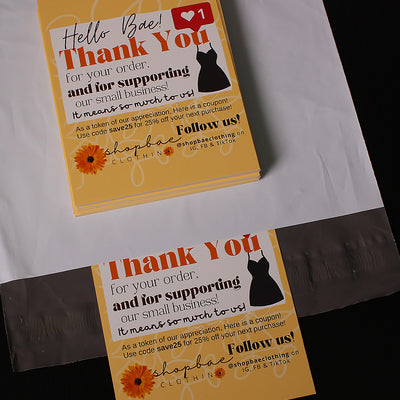 Hello Bae!
1
Thank You
for your order,
and for supporting
our small business!
It means so much to us!
As a token of our appreciation, Here is a coupon!
Use code save25 for 25% off your next purchase!
shopbae
CLOTHING
Follow us!
@shopbaeclothing on
IG, FB & TikTok
Thank You
for your order,
and for supporting
our small business!
It means so much to us!
As a token of our appreciation, Here is a coupon!
Use code save25 for 25% off your next purchase!
shopbae
CLOTHING
Follow us!
@shopbaeclothing on
IG, FB & TikTok